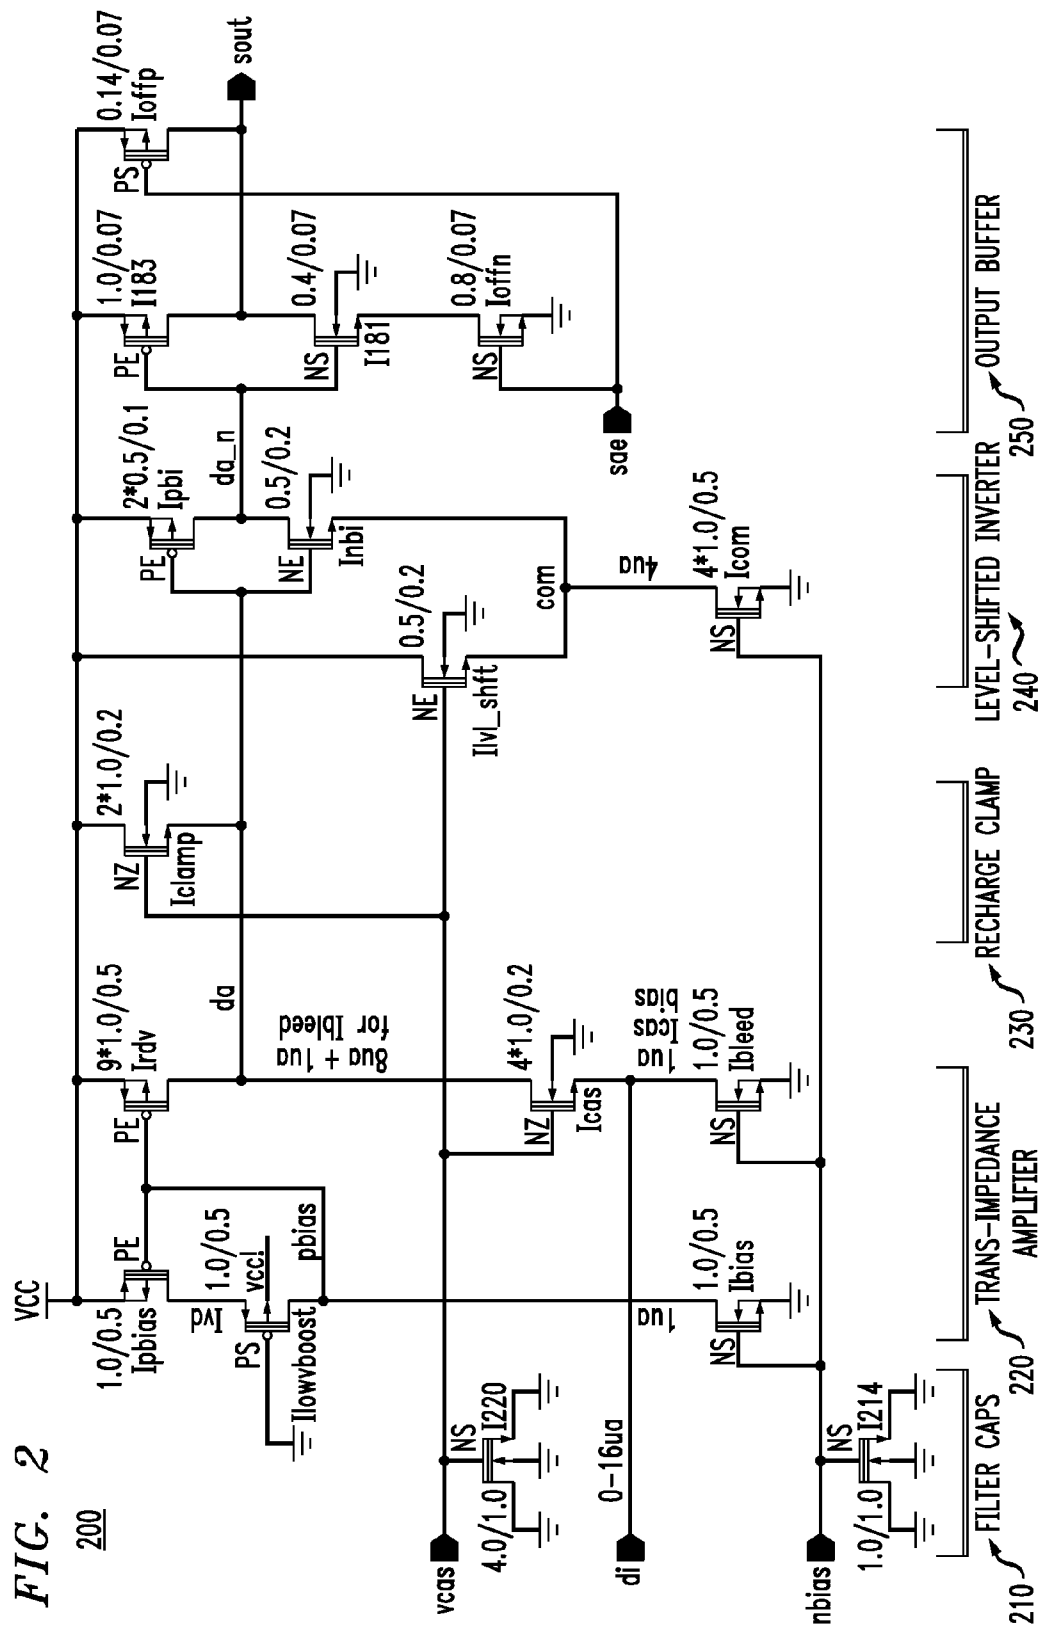 FIG. 2
200
VCC
1.0/0.5
Ipbias
PE
Ivd
1.0/0.5
vcc!
PS
Ilowvboost
pbias
1ua
1.0/0.5
Ibias
NS
PE
9*1.0/0.5
Irdv
da
8ua + 1ua
for Ibleed
4*1.0/0.2
NZ
Icas
1ua
Icas
bias
1.0/0.5
Ibleed
NS
vcas
NS
I220
4.0/1.0
di
0-16ua
nbias
NS
I214
1.0/1.0
2*1.0/0.2
NZ
Iclamp
0.5/0.2
NE
Ilvl_shft
com
4ua
4*1.0/0.5
Icom
NS
2*0.5/0.1
Ipbi
PE
da_n
0.5/0.2
NE
Inbi
1.0/0.07
I183
PE
0.4/0.07
NS
I181
0.8/0.07
Ioffn
NS
sae
0.14/0.07
Ioffp
PS
sout
FILTER CAPS
210
TRANS-IMPEDANCE
AMPLIFIER
220
RECHARGE CLAMP
230
LEVEL-SHIFTED INVERTER
240
OUTPUT BUFFER
250